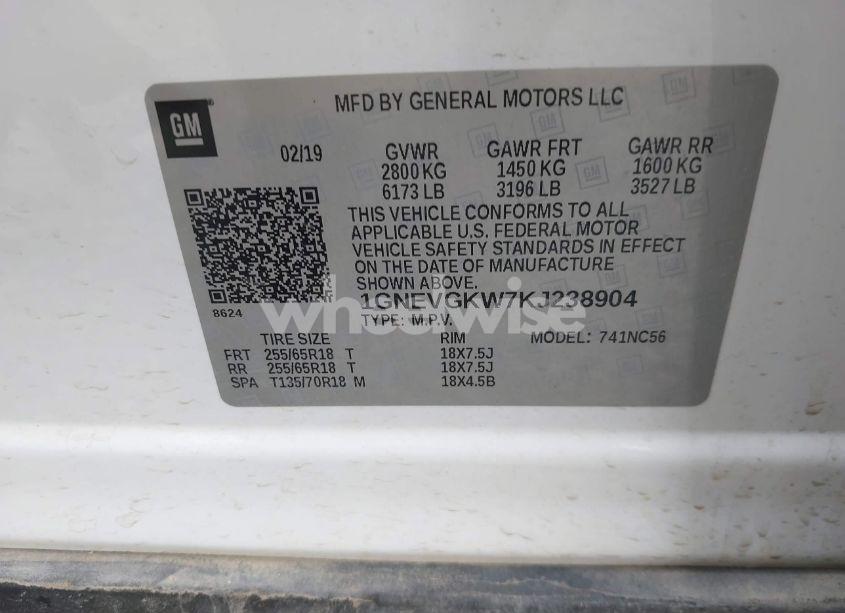 GM
MFD BY GENERAL MOTORS LLC
02/19 GVWR GAWR FRT GAWR RR
2800 KG 1450 KG 1600 KG
6173 LB 3196 LB 3527 LB
THIS VEHICLE CONFORMS TO ALL
APPLICABLE U.S. FEDERAL MOTOR
VEHICLE SAFETY STANDARDS IN EFFECT
ON THE DATE OF MANUFACTURE
SHOWN ABOVE.
8624
1GNEVGKW7KJ238904
wheelwise
TYPE: M.P.V. MODEL: 741NC56
TIRE SIZE RIM
FRT 255/65R18 T 18X7.5J
RR 255/65R18 T 18X7.5J
SPA T135/70R18 M 18X4.5B